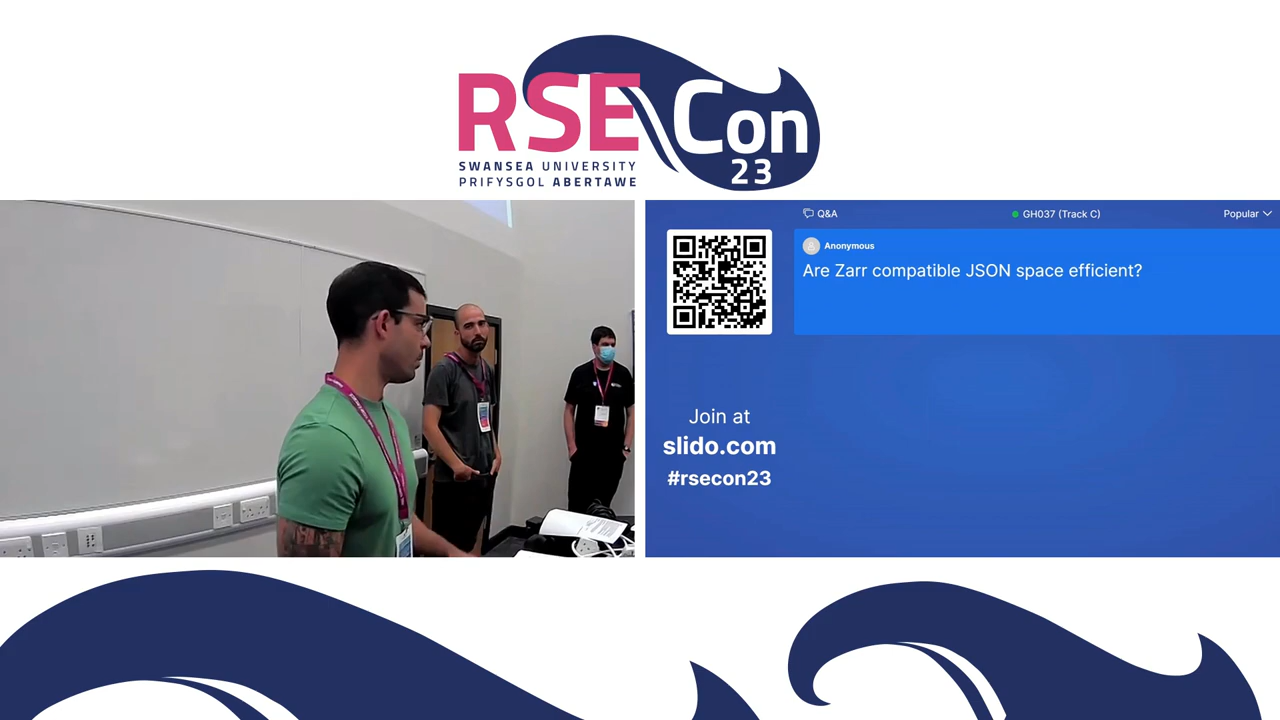 RSE Con
SWANSEA UNIVERSITY
PRIFYSGOL ABERTAWE
23
Q&A
GH037 (Track C)
Popular
Anonymous
Are Zarr compatible JSON space efficient?
Join at
slido.com
#rsecon23